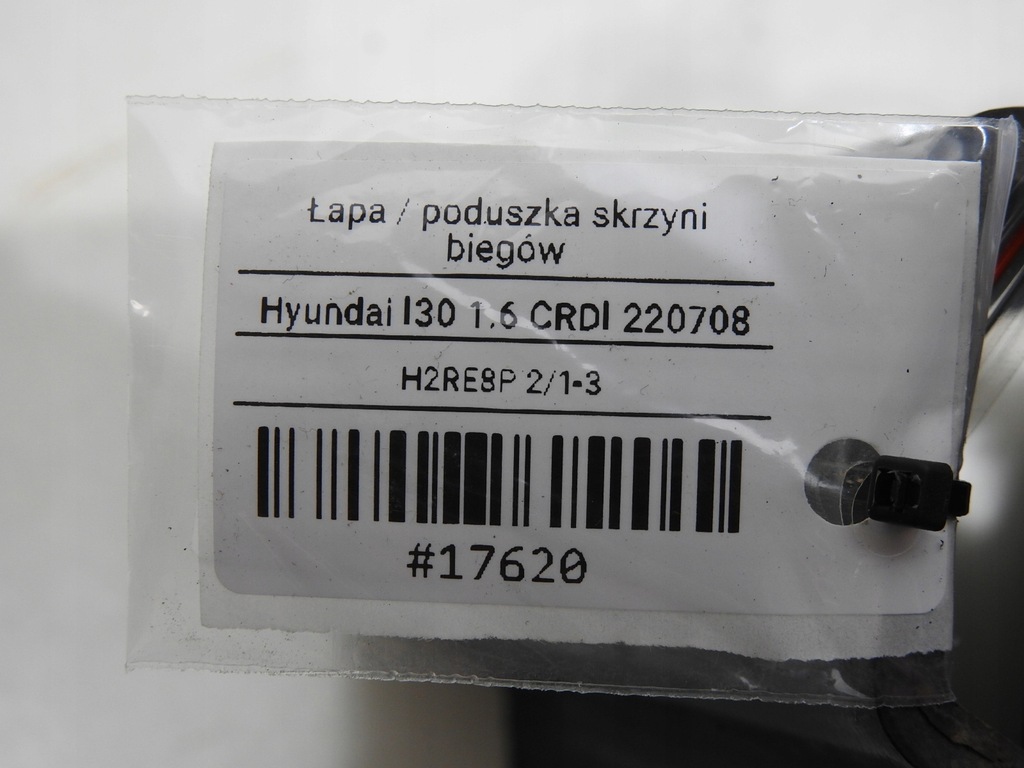 Łapa / poduszka skrzyni
biegów
Hyundai I30 1.6 CRDI 220708
H2RE8P 2/1-3
#17620